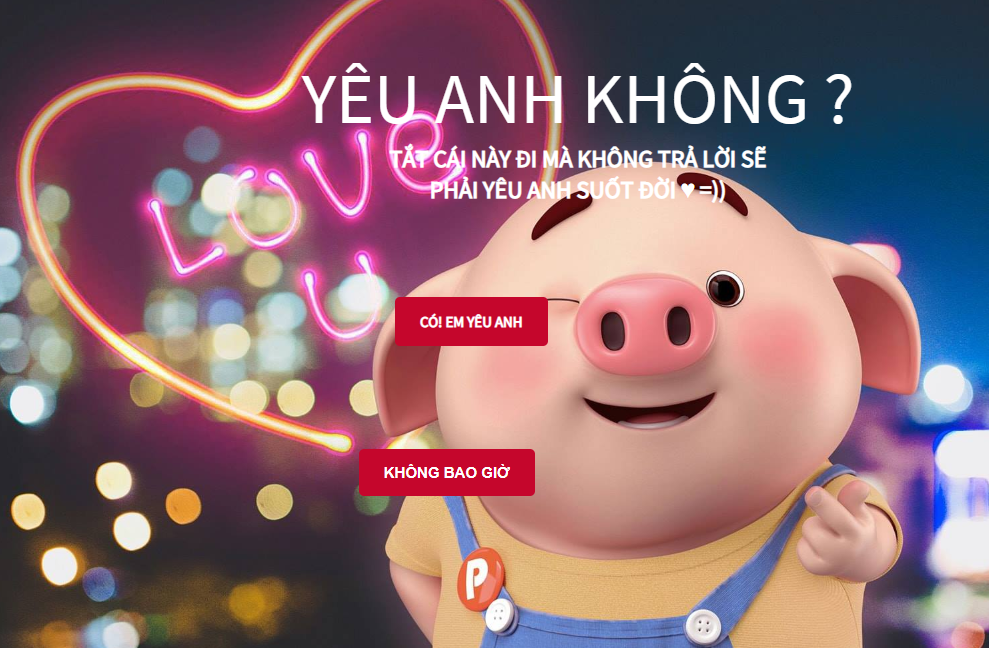 YÊU ANH KHÔNG ?
TẮT CÁI NÀY ĐI MÀ KHÔNG TRẢ LỜI SẼ
PHẢI YÊU ANH SUỐT ĐỜI ♥ =))
LOVE
U
CÓ! EM YÊU ANH
KHÔNG BAO GIỜ
P